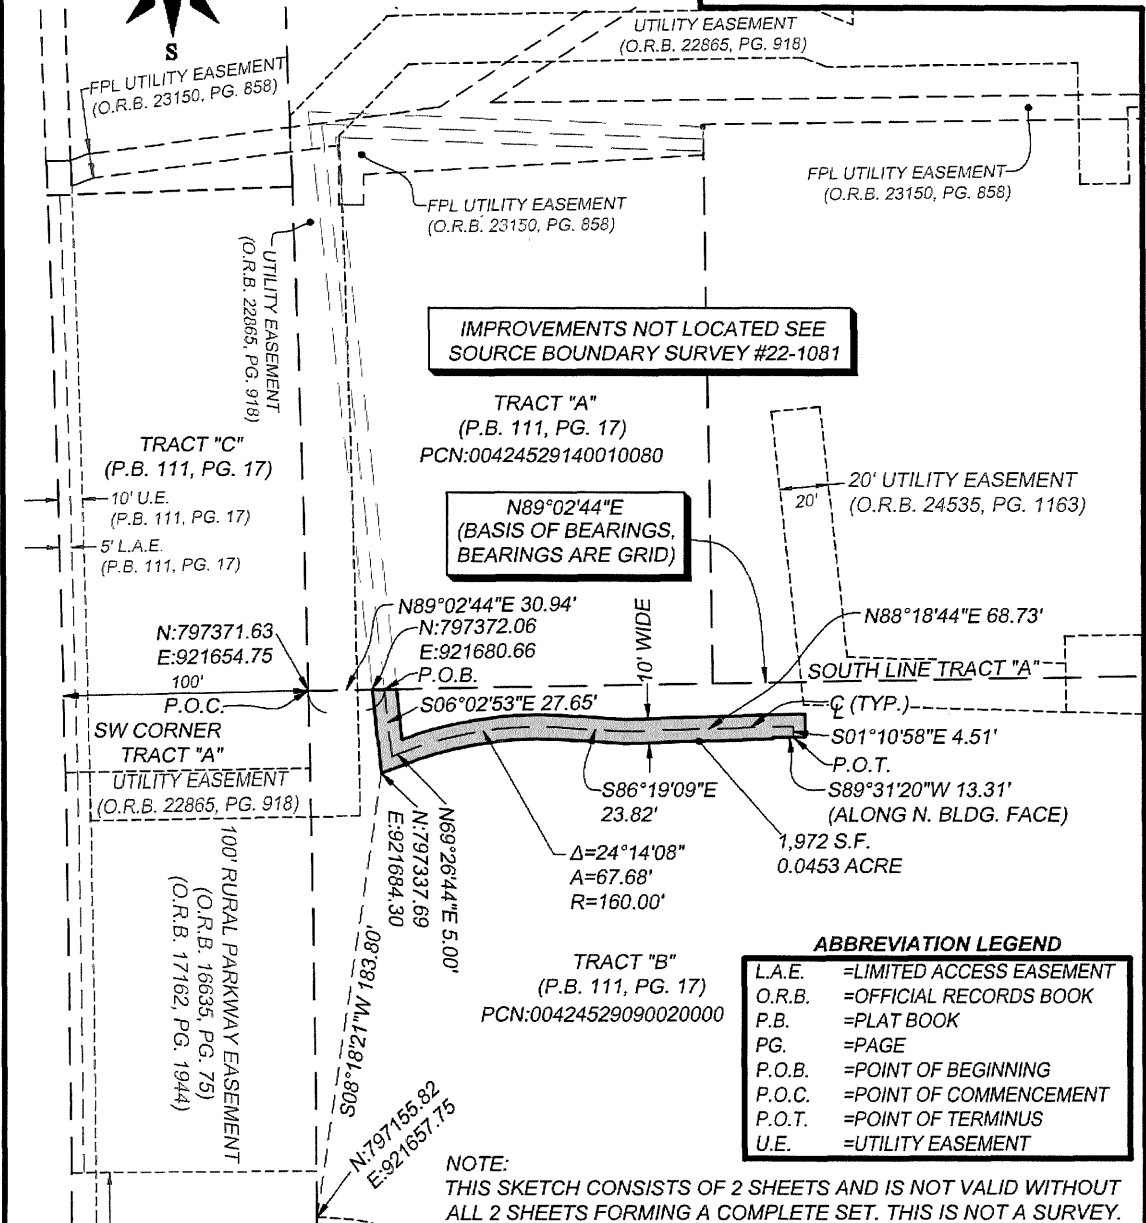 S
UTILITY EASEMENT
(O.R.B. 22865, PG. 918)
FPL UTILITY EASEMENT
(O.R.B. 23150, PG. 858)
FPL UTILITY EASEMENT
(O.R.B. 23150, PG. 858)
FPL UTILITY EASEMENT
(O.R.B. 23150, PG. 858)
UTILITY EASEMENT
(O.R.B. 22865, PG. 918)
IMPROVEMENTS NOT LOCATED SEE
SOURCE BOUNDARY SURVEY #22-1081
TRACT "A"
(P.B. 111, PG. 17)
PCN:00424529140010080
TRACT "C"
(P.B. 111, PG. 17)
10' U.E.
(P.B. 111, PG. 17)
5' L.A.E.
(P.B. 111, PG. 17)
20'
20' UTILITY EASEMENT
(O.R.B. 24535, PG. 1163)
N89°02'44"E
(BASIS OF BEARINGS,
BEARINGS ARE GRID)
N89°02'44"E 30.94'
N:797372.06
E:921680.66
P.O.B.
S06°02'53"E 27.65'
10' WIDE
N88°18'44"E 68.73'
SOUTH LINE TRACT "A"
N:797371.63
E:921654.75
100'
P.O.C.
SW CORNER
TRACT "A"
UTILITY EASEMENT
(O.R.B. 22865, PG. 918)
℄ (TYP.)
S01°10'58"E 4.51'
P.O.T.
S89°31'20"W 13.31'
(ALONG N. BLDG. FACE)
S86°19'09"E
23.82'
1,972 S.F.
0.0453 ACRE
Δ=24°14'08"
A=67.68'
R=160.00'
N69°26'44"E 5.00'
N:797337.69
E:921684.30
S08°18'21"W 183.80'
100' RURAL PARKWAY EASEMENT
(O.R.B. 16635, PG. 75)
(O.R.B. 17162, PG. 1944)
TRACT "B"
(P.B. 111, PG. 17)
PCN:00424529090020000
N:797155.82
E:921657.75
ABBREVIATION LEGEND
L.A.E. =LIMITED ACCESS EASEMENT
O.R.B. =OFFICIAL RECORDS BOOK
P.B. =PLAT BOOK
PG. =PAGE
P.O.B. =POINT OF BEGINNING
P.O.C. =POINT OF COMMENCEMENT
P.O.T. =POINT OF TERMINUS
U.E. =UTILITY EASEMENT
NOTE:
THIS SKETCH CONSISTS OF 2 SHEETS AND IS NOT VALID WITHOUT
ALL 2 SHEETS FORMING A COMPLETE SET. THIS IS NOT A SURVEY.